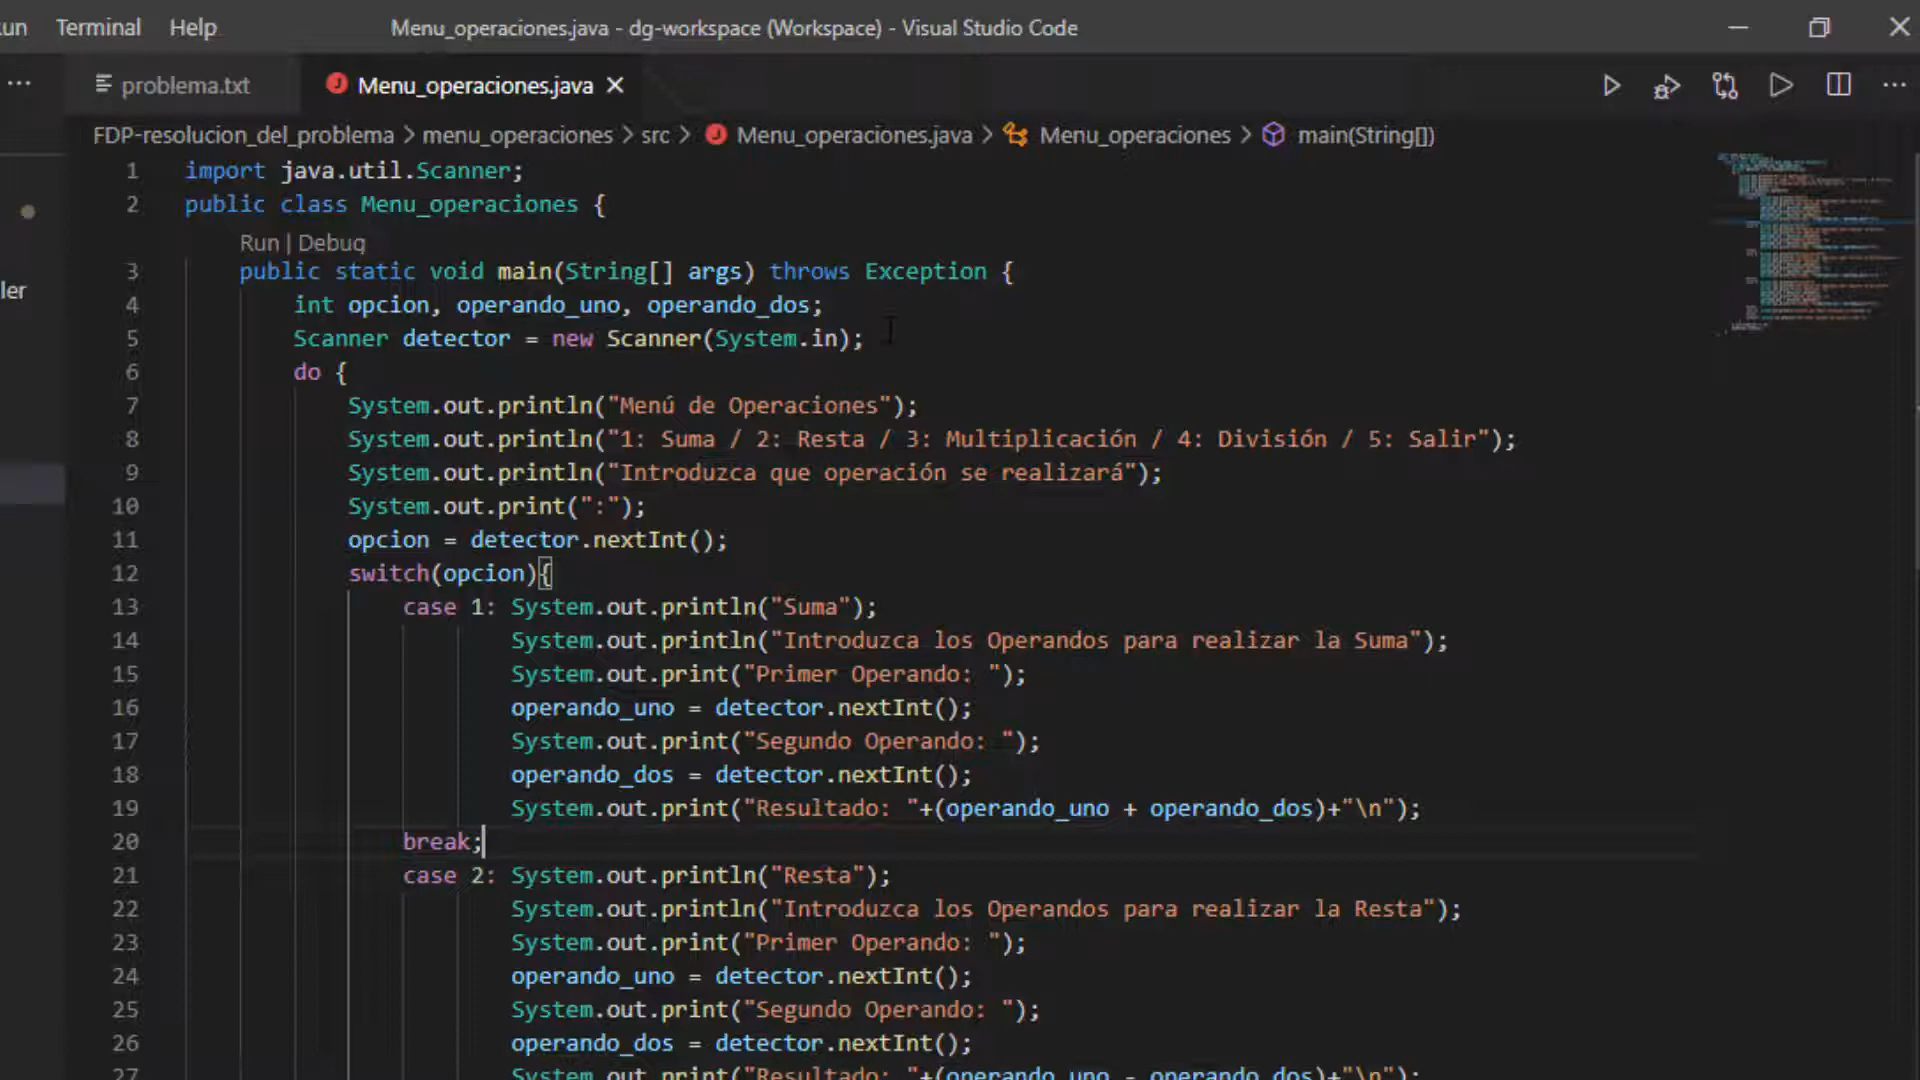 un Terminal Help Menu_operaciones.java - dg-workspace (Workspace) - Visual Studio Code
problema.txt Menu_operaciones.java
FDP-resolucion_del_problema > menu_operaciones > src > Menu_operaciones.java > Menu_operaciones > main(String[])
ler
1 import java.util.Scanner;
2 public class Menu_operaciones {
Run | Debug
3 public static void main(String[] args) throws Exception {
4 int opcion, operando_uno, operando_dos;
5 Scanner detector = new Scanner(System.in);
6 do {
7 System.out.println("Menú de Operaciones");
8 System.out.println("1: Suma / 2: Resta / 3: Multiplicación / 4: División / 5: Salir");
9 System.out.println("Introduzca que operación se realizará");
10 System.out.print(":");
11 opcion = detector.nextInt();
12 switch(opcion){
13 case 1: System.out.println("Suma");
14 System.out.println("Introduzca los Operandos para realizar la Suma");
15 System.out.print("Primer Operando: ");
16 operando_uno = detector.nextInt();
17 System.out.print("Segundo Operando: ");
18 operando_dos = detector.nextInt();
19 System.out.print("Resultado: "+(operando_uno + operando_dos)+"\n");
20 break;
21 case 2: System.out.println("Resta");
22 System.out.println("Introduzca los Operandos para realizar la Resta");
23 System.out.print("Primer Operando: ");
24 operando_uno = detector.nextInt();
25 System.out.print("Segundo Operando: ");
26 operando_dos = detector.nextInt();
27 System.out.print("Resultado: "+(operando_uno - operando_dos)+"\n");